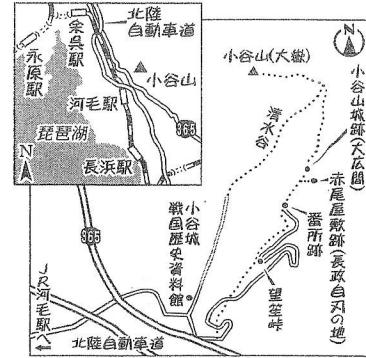 余呉駅
永原駅
北陸
自動車道
小谷山
河毛駅
琵琶湖
365
長浜駅
N
N
小谷山(大嶽)
清水谷
小谷山城跡(大広間)
赤尾屋敷跡(長政自刃の地)
番所跡
望笙峠
小谷城
戦国歴史資料館
365
JR河毛駅へ
北陸自動車道